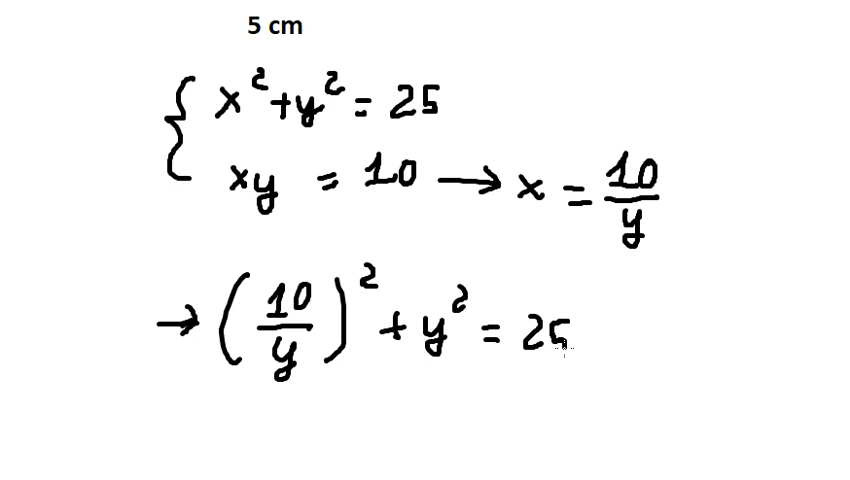 5 cm
x² + y² = 25
xy = 10 → x = 10/y
→ (10/y)² + y² = 25